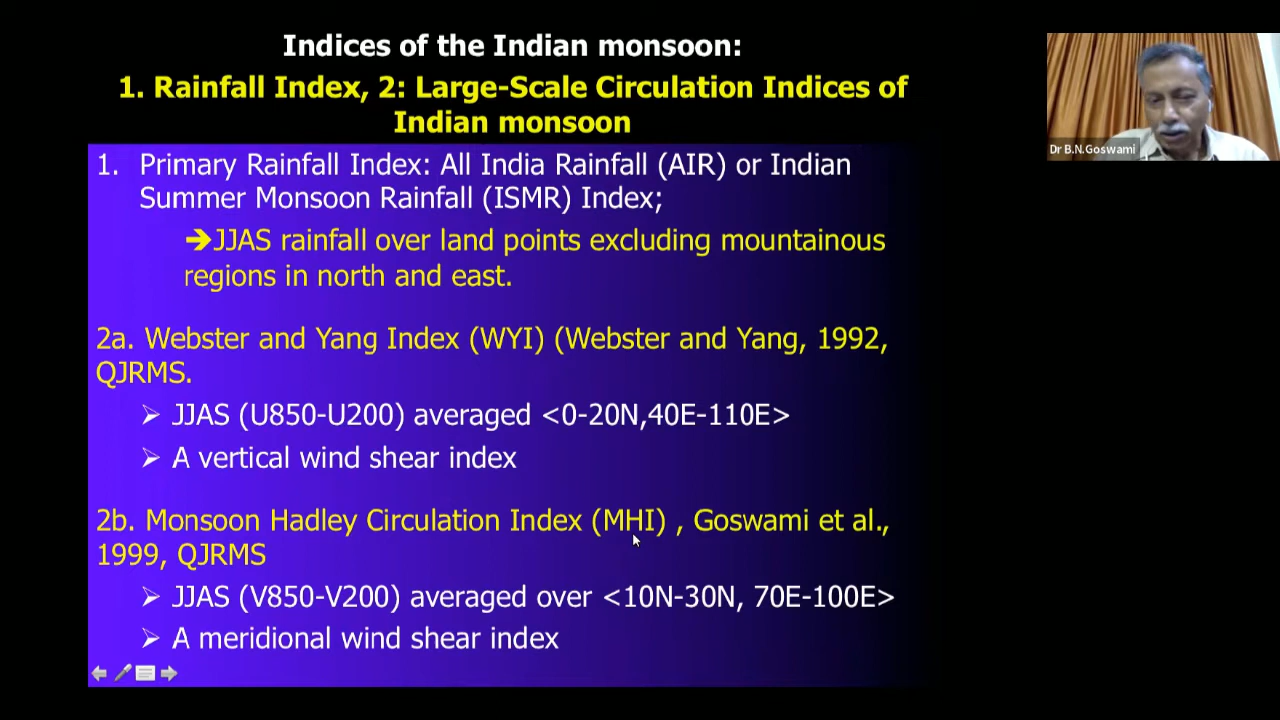 Indices of the Indian monsoon:
1. Rainfall Index, 2: Large-Scale Circulation Indices of
Indian monsoon
1. Primary Rainfall Index: All India Rainfall (AIR) or Indian
Summer Monsoon Rainfall (ISMR) Index;
➔JJAS rainfall over land points excluding mountainous
regions in north and east.
2a. Webster and Yang Index (WYI) (Webster and Yang, 1992,
QJRMS.
➢ JJAS (U850-U200) averaged <0-20N,40E-110E>
➢ A vertical wind shear index
2b. Monsoon Hadley Circulation Index (MHI) , Goswami et al.,
1999, QJRMS
➢ JJAS (V850-V200) averaged over <10N-30N, 70E-100E>
➢ A meridional wind shear index
Dr B.N.Goswami